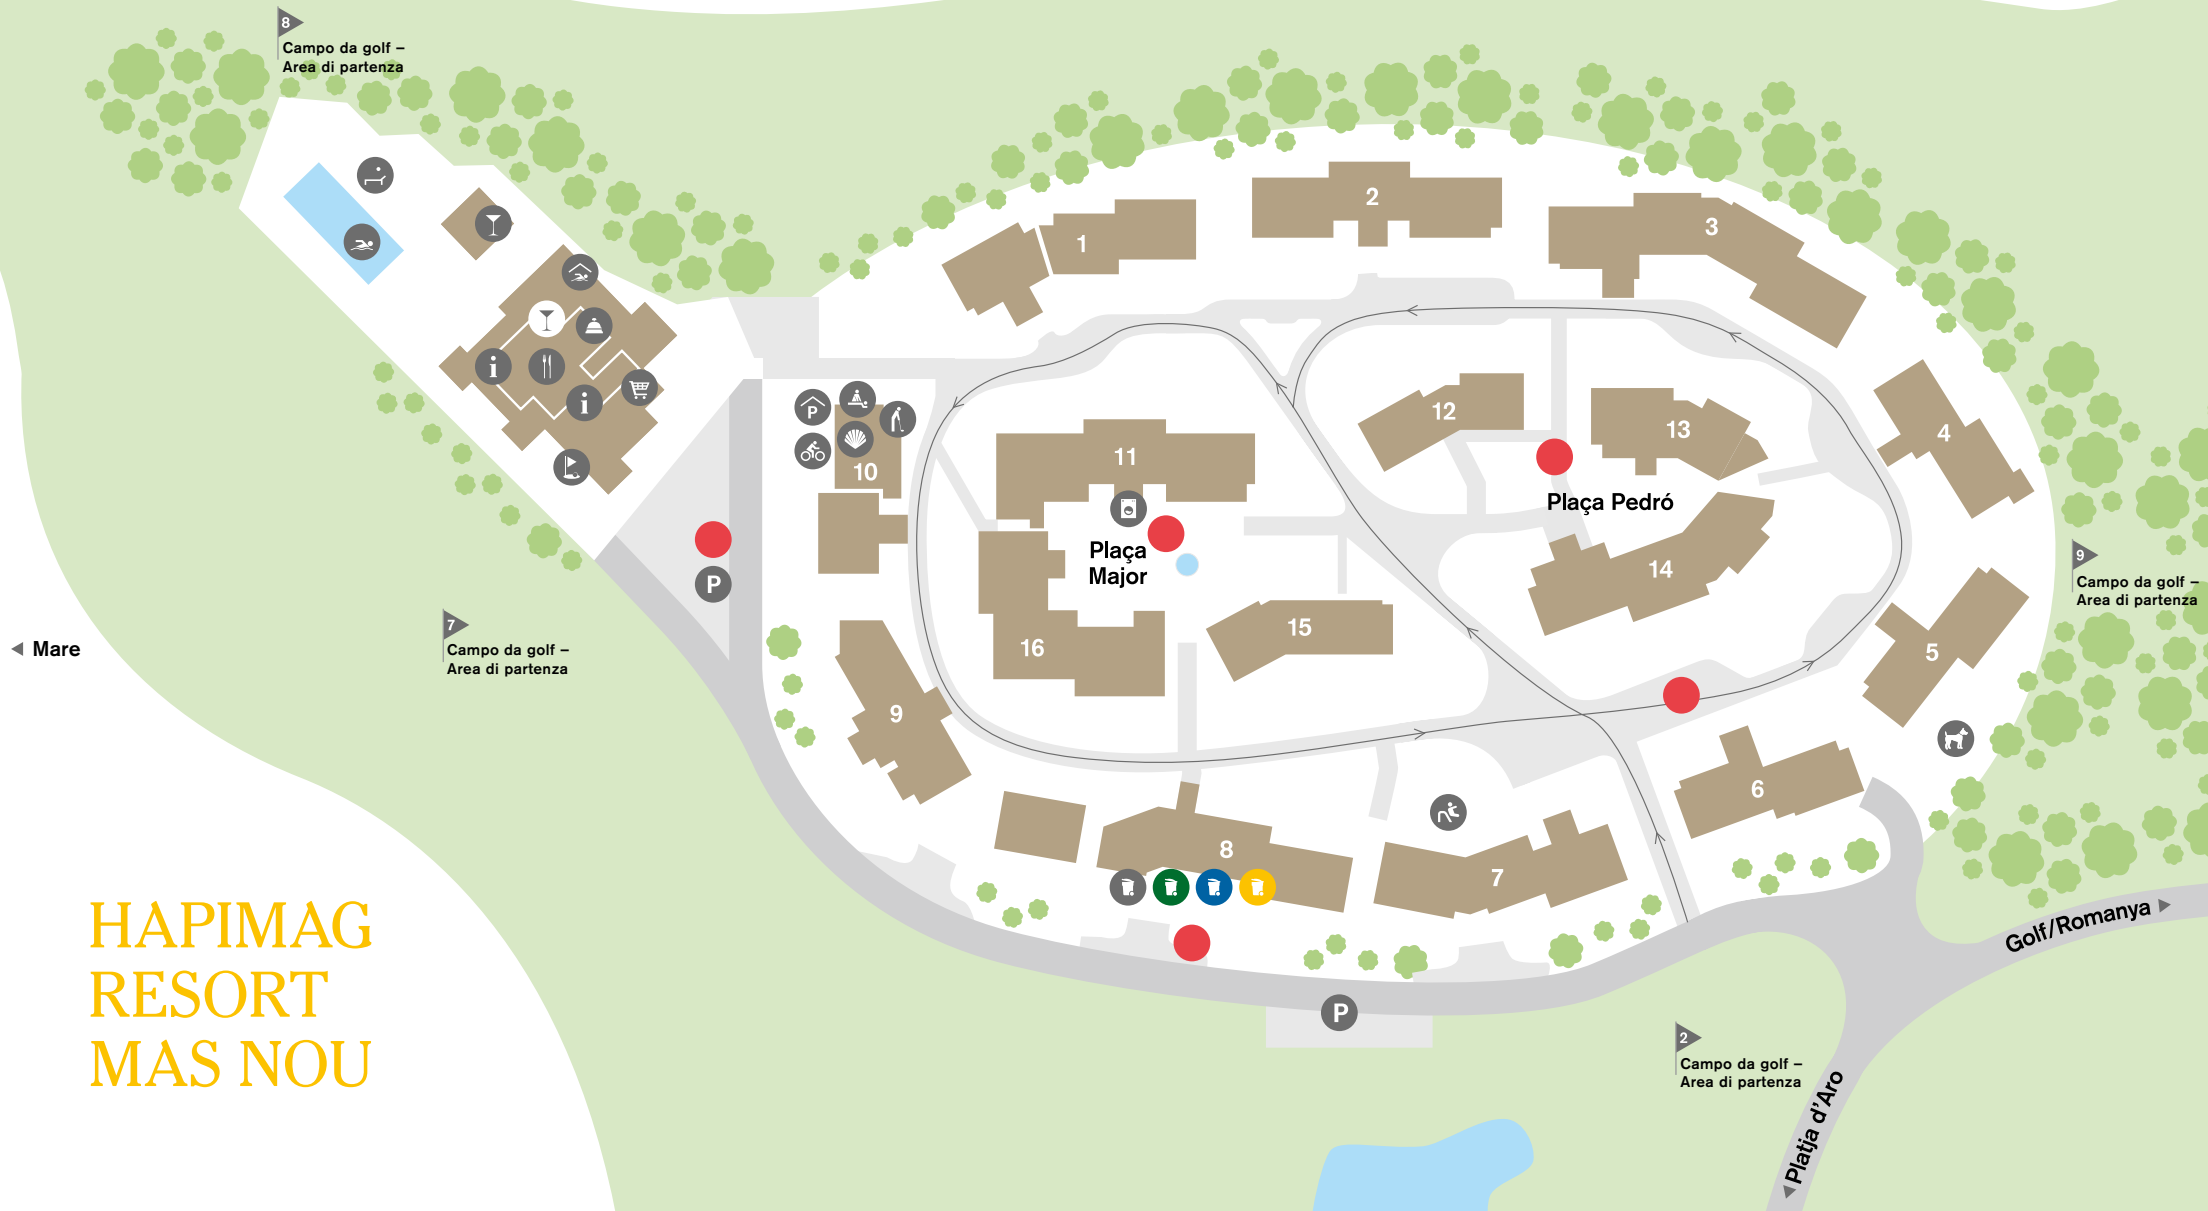 8
Campo da golf –
Area di partenza
1
2
3
4
5
6
7
8
9
10
11
12
13
14
15
16
P
i
i
P
P
Plaça
Major
Plaça Pedró
9
Campo da golf –
Area di partenza
7
Campo da golf –
Area di partenza
2
Campo da golf –
Area di partenza
Mare
Golf/Romanya
Platja d'Aro
HAPIMAG
RESORT
MAS NOU